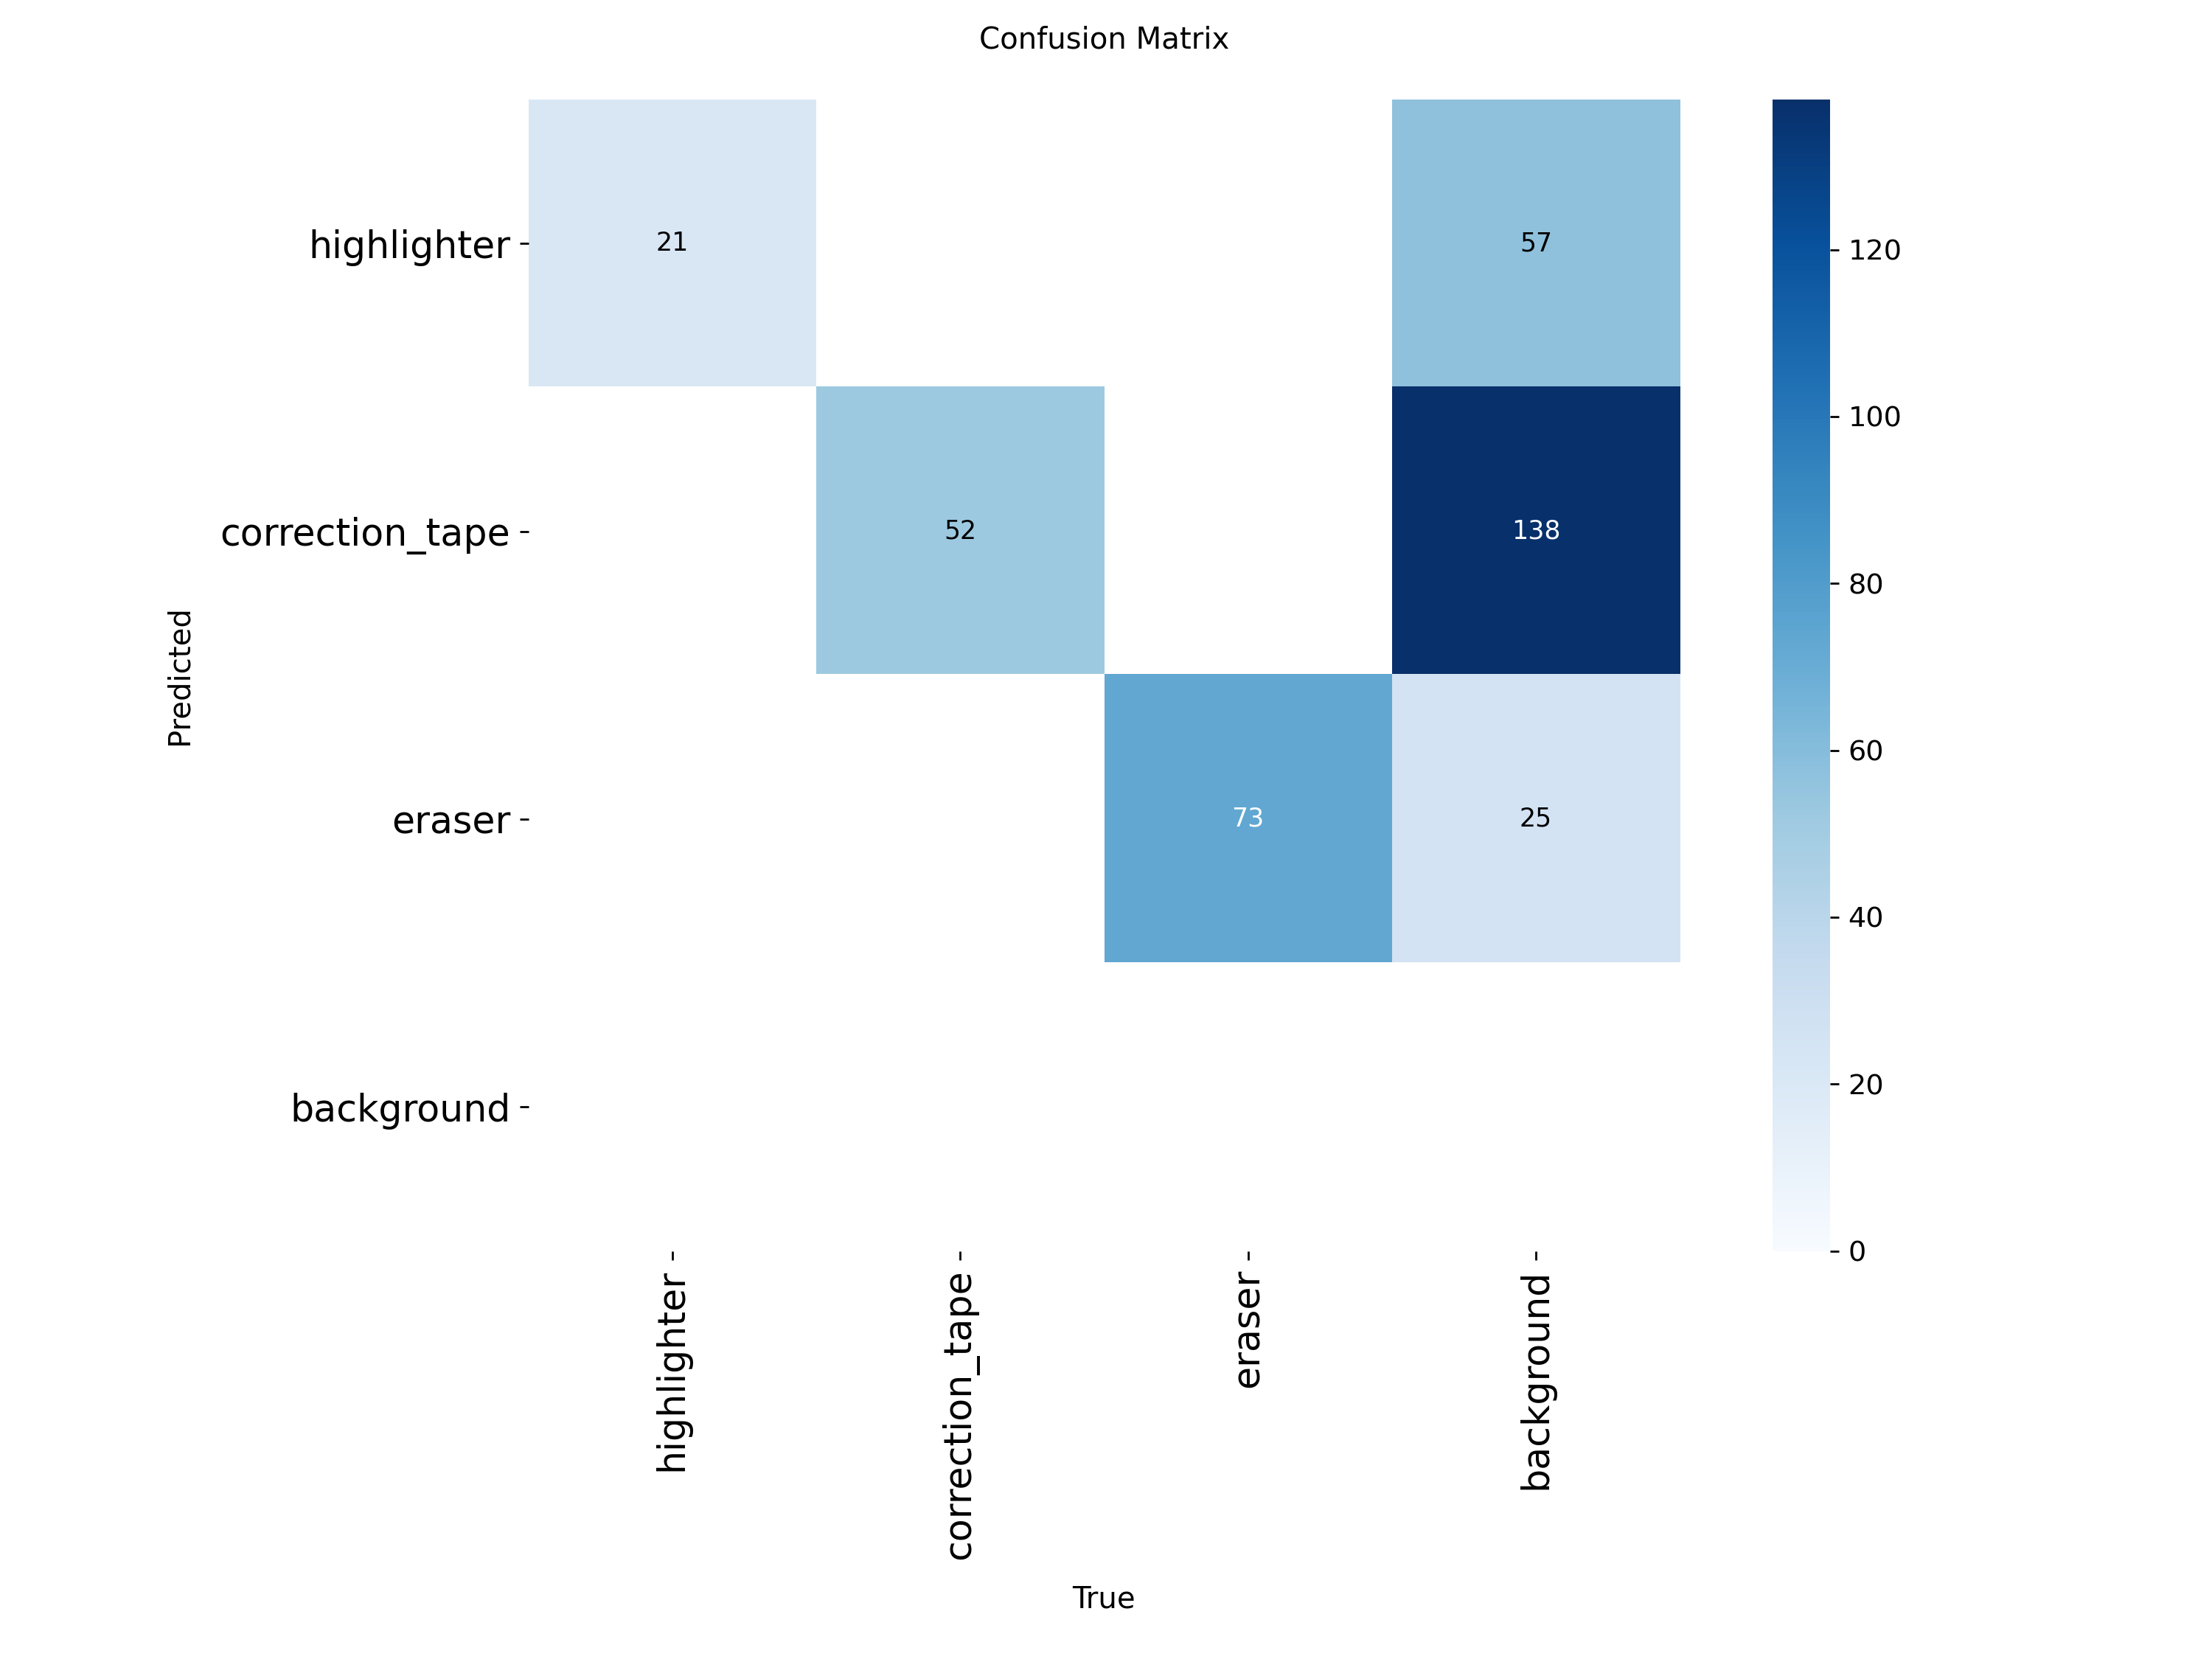 Confusion Matrix
highlighter
21
57
120
100
correction_tape
52
138
80
Predicted
60
eraser
73
25
40
background
20
0
highlighter
correction_tape
eraser
background
True